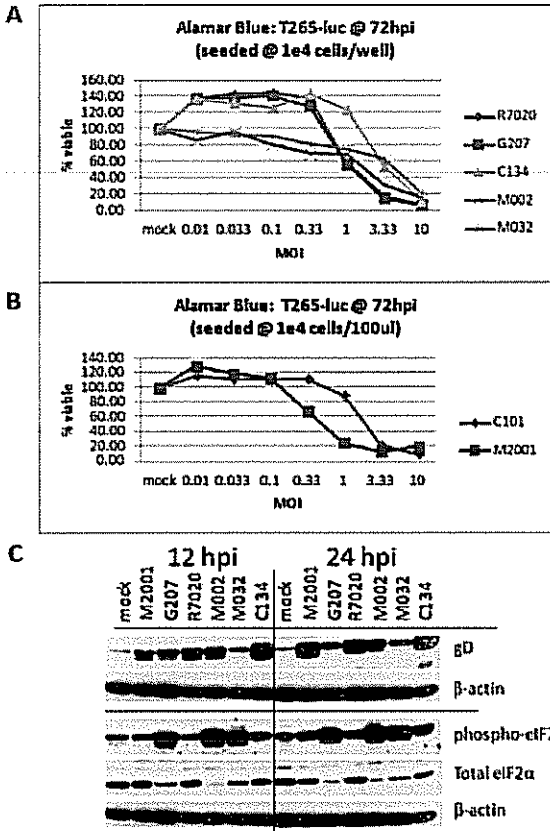 A
Alamar Blue: T265-luc @ 72hpi
(seeded @ 1e4 cells/well)
% viable
160.00
140.00
120.00
100.00
80.00
60.00
40.00
20.00
0.00
mock 0.01 0.033 0.1 0.33 1 3.33 10
MOI
R7020
G207
C134
M002
M032
B
Alamar Blue: T265-luc @ 72hpi
(seeded @ 1e4 cells/100ul)
% viable
140.00
120.00
100.00
80.00
60.00
40.00
20.00
0.00
mock 0.01 0.033 0.1 0.33 1 3.33 10
MOI
C101
M2001
C
12 hpi 24 hpi
mock M2001 G207 R7020 M002 M032 C134 mock M2001 G207 R7020 M002 M032 C134
gD
β-actin
phospho-eIF2
Total eIF2α
β-actin